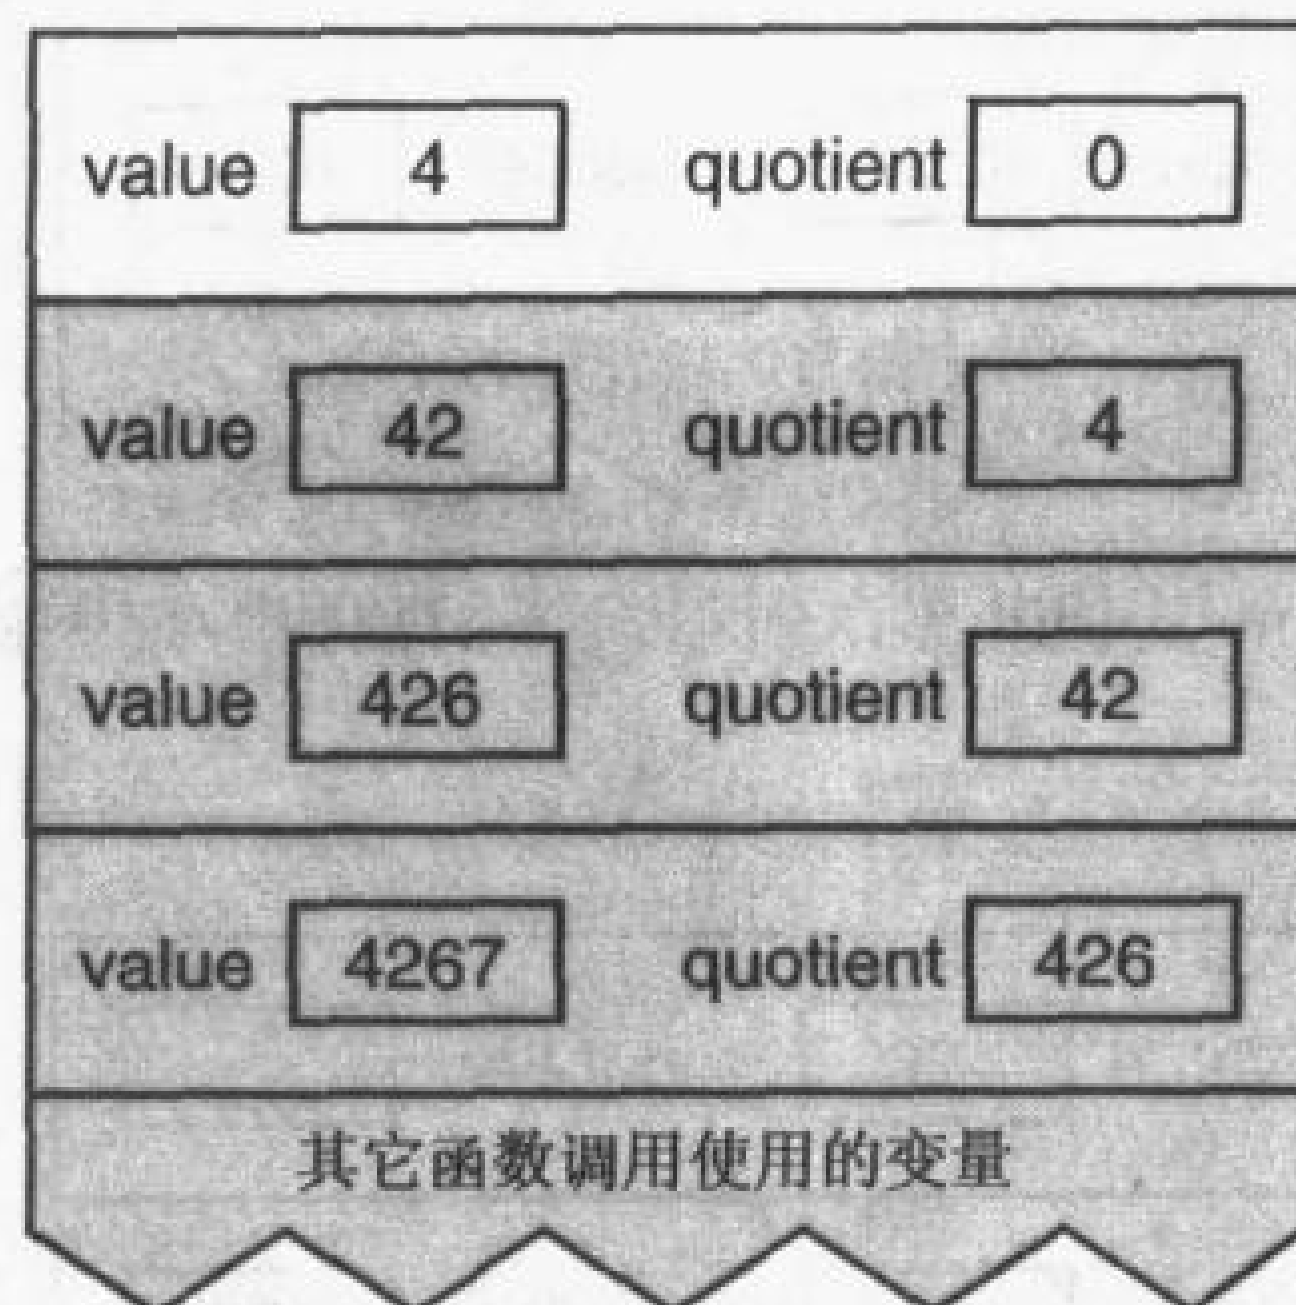 value 4 quotient 0
value 42 quotient 4
value 426 quotient 42
value 4267 quotient 426
其它函数调用使用的变量